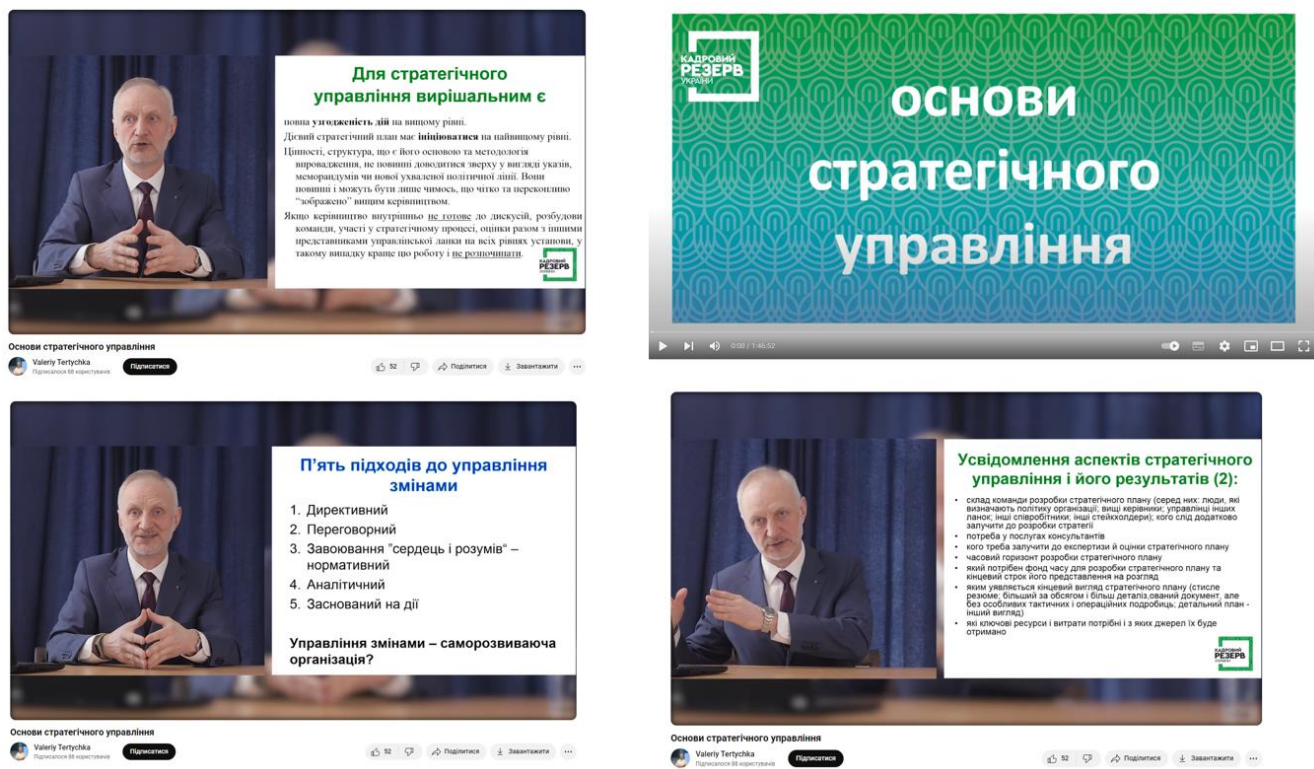 Для стратегічного
управління вирішальним є
повна узгодженість дій на вищому рівні.
Дієвий стратегічний план має ініціюватися на найвищому рівні.
Цінності, структура, що є його основою та методологія
впровадження, не повинні доводитися зверху у вигляді указів,
меморандумів чи нової ухваленої політичної лінії. Вони
повинні і можуть бути лише чимось, що чітко та переконливо
“зображено” вищим керівництвом.
Якщо керівництво внутрішньо не готове до дискусій, розбудови
команди, участі у стратегічному процесі, оцінки разом з іншими
представниками управлінської ланки на всіх рівнях установи, у
такому випадку краще цю роботу і не розпочинати.
КАДРОВИЙ
РЕЗЕРВ
Основи стратегічного управління
Valeriy Tertychka
Підписалося 88 користувачів
Підписатися
52
Поділитися
Завантажити
КАДРОВИЙ
РЕЗЕРВ
УКРАЇНИ
основи
стратегічного
управління
0:00 / 1:46:52
П’ять підходів до управління
змінами
1. Директивний
2. Переговорний
3. Завоювання ”сердець і розумів“ –
нормативний
4. Аналітичний
5. Заснований на дії
Управління змінами – саморозвиваюча
організація?
Основи стратегічного управління
Valeriy Tertychka
Підписалося 88 користувачів
Підписатися
52
Поділитися
Завантажити
Усвідомлення аспектів стратегічного
управління і його результатів (2):
• склад команди розробки стратегічного плану (серед них: люди, які
визначають політику організації; вищі керівники; управлінці інших
ланок; інші співробітники; інші стейкхолдери); кого слід додатково
залучити до розробки стратегії
• потреба у послугах консультантів
• кого треба залучити до експертизи й оцінки стратегічного плану
• часовий горизонт розробки стратегічного плану
• який потрібен фонд часу для розробки стратегічного плану та
кінцевий строк його представлення на розгляд
• яким уявляється кінцевий вигляд стратегічного плану (стисле
резюме; більший за обсягом і більш деталіз,ований документ, але
без особливих тактичних і операційних подробиць; детальний план -
інший вигляд)
• які ключові ресурси і витрати потрібні і з яких джерел їх буде
отримано
КАДРОВИЙ
РЕЗЕРВ
Основи стратегічного управління
Valeriy Tertychka
Підписалося 88 користувачів
Підписатися
52
Поділитися
Завантажити